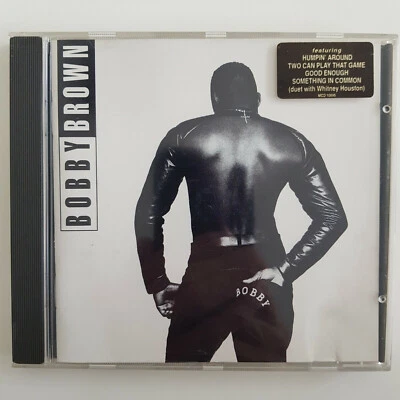 BOBBY BROWN
featuring
HUMPIN' AROUND
TWO CAN PLAY THAT GAME
GOOD ENOUGH
SOMETHING IN COMMON
(duet with Whitney Houston)
BOBBY